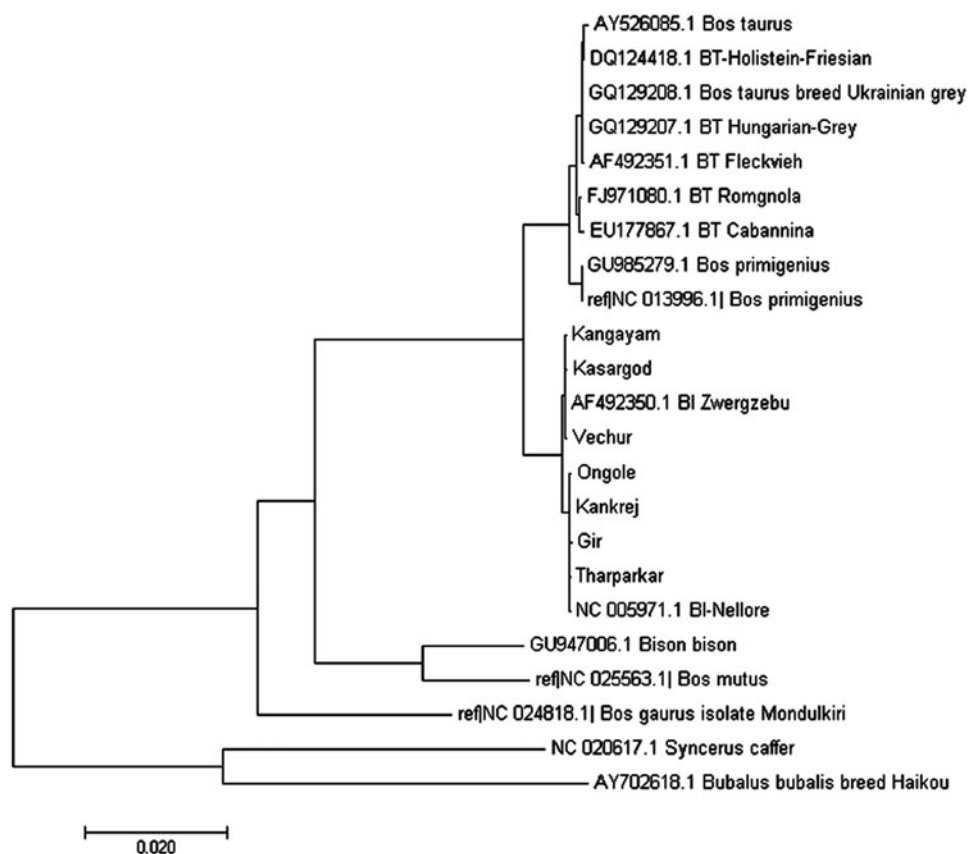 AY526085.1 Bos taurus
DQ124418.1 BT-Holistein-Friesian
GQ129208.1 Bos taurus breed Ukrainian grey
GQ129207.1 BT Hungarian-Grey
AF492351.1 BT Fleckvieh
FJ971080.1 BT Romgnola
EU177867.1 BT Cabannina
GU985279.1 Bos primigenius
ref|NC 013996.1| Bos primigenius
Kangayam
Kasargod
AF492350.1 BI Zwergzebu
Vechur
Ongole
Kankrej
Gir
Tharparkar
NC 005971.1 BI-Nellore
GU947006.1 Bison bison
ref|NC 025563.1| Bos mutus
ref|NC 024818.1| Bos gaurus isolate Mondulkiri
NC 020617.1 Syncerus caffer
AY702618.1 Bubalus bubalis breed Haikou
0.020